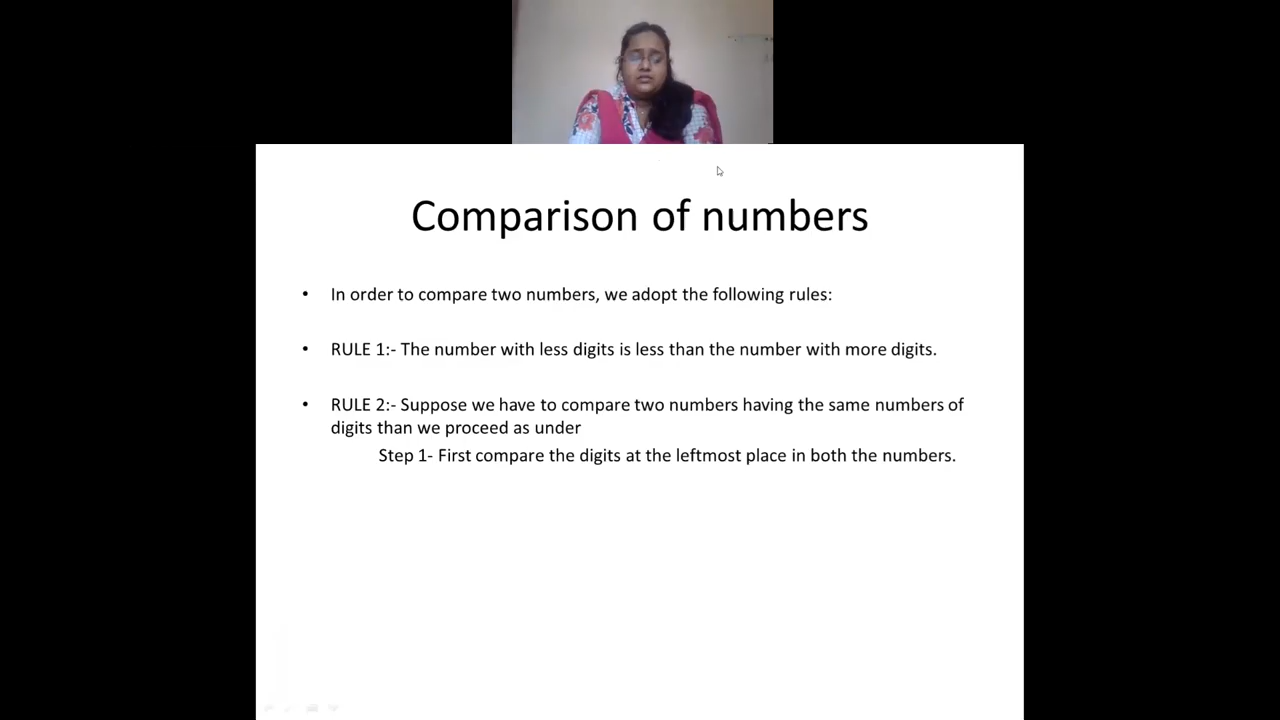 Comparison of numbers
• In order to compare two numbers, we adopt the following rules:
• RULE 1:- The number with less digits is less than the number with more digits.
• RULE 2:- Suppose we have to compare two numbers having the same numbers of
digits than we proceed as under
Step 1- First compare the digits at the leftmost place in both the numbers.